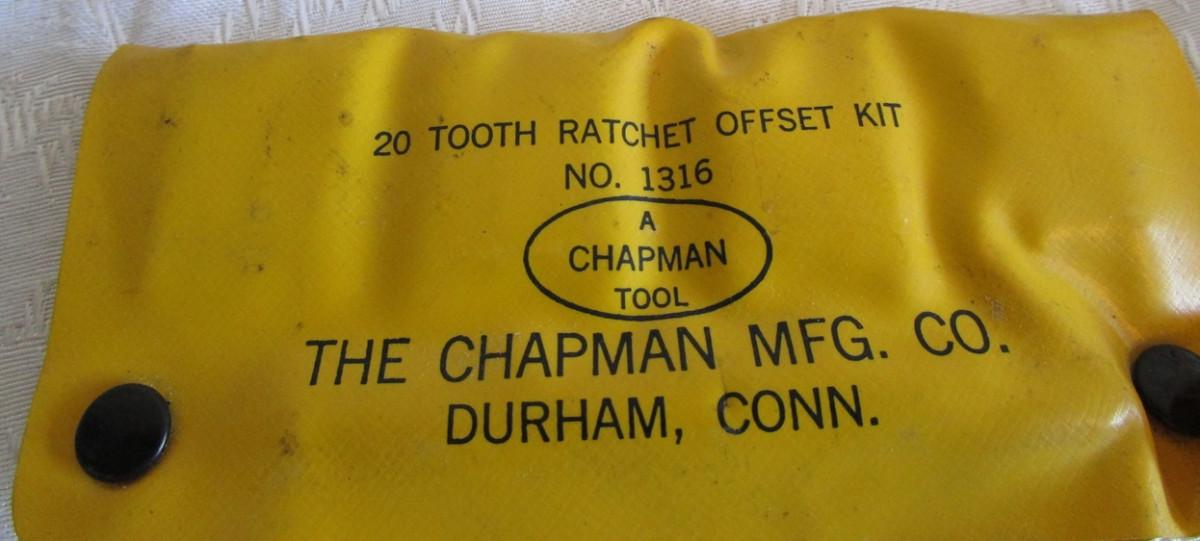 20 TOOTH RATCHET OFFSET KIT
NO. 1316
A
CHAPMAN
TOOL
THE CHAPMAN MFG. CO.
DURHAM, CONN.